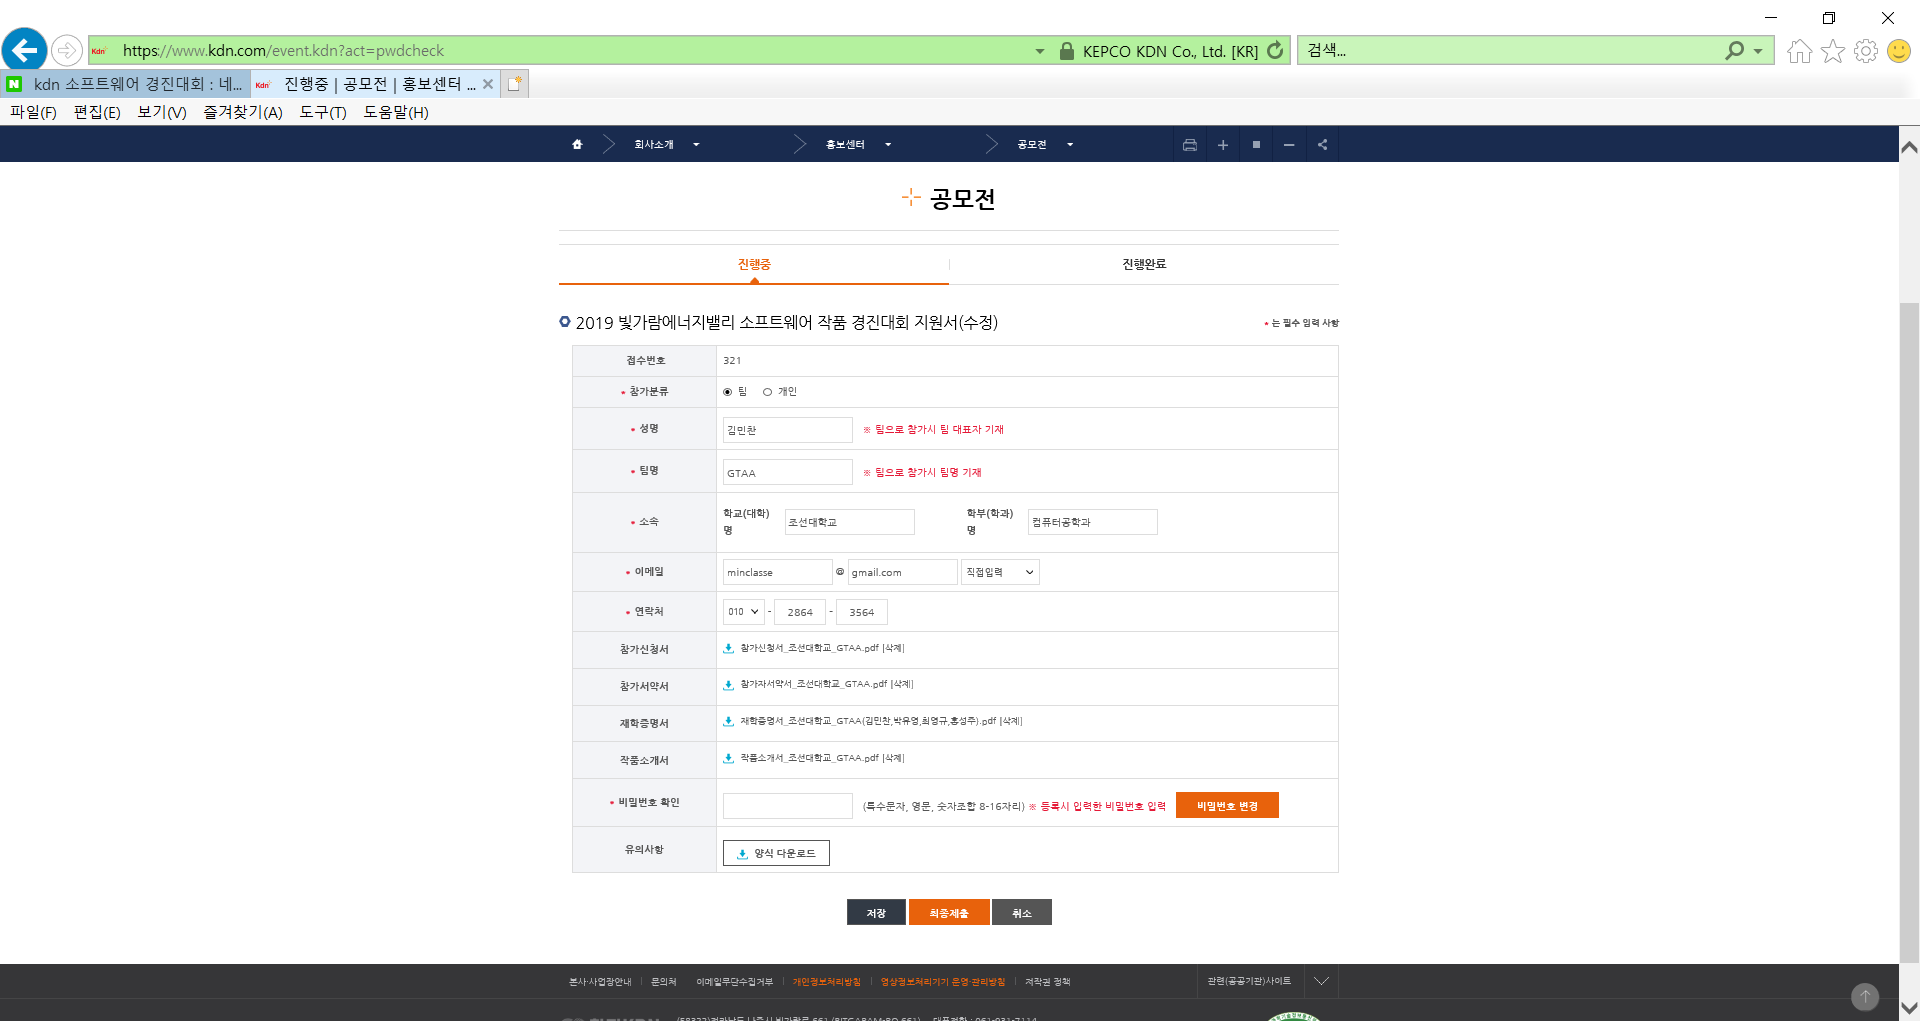 https://www.kdn.com/event.kdn?act=pwdcheck
KEPCO KDN Co., Ltd. [KR]
검색...
kdn 소프트웨어 경진대회 : 네...
Kdn
진행중 | 공모전 | 홍보센터 ...
파일(F) 편집(E) 보기(V) 즐겨찾기(A) 도구(T) 도움말(H)
회사소개 홍보센터 공모전
공모전
진행중 진행완료
2019 빛가람에너지밸리 소프트웨어 작품 경진대회 지원서(수정)
* 는 필수 입력 사항
접수번호 321
* 참가분류 팀 개인
* 성명 김민찬 ※ 팀으로 참가시 팀 대표자 기재
* 팀명 GTAA ※ 팀으로 참가시 팀명 기재
* 소속 학교(대학)명 조선대학교 학부(학과)명 컴퓨터공학과
* 이메일 minclasse @ gmail.com 직접입력
* 연락처 010 - 2864 - 3564
참가신청서 참가신청서_조선대학교_GTAA.pdf [삭제]
참가서약서 참가자서약서_조선대학교_GTAA.pdf [삭제]
재학증명서 재학증명서_조선대학교_GTAA(김민찬,박유영,최영규,홍성주).pdf [삭제]
작품소개서 작품소개서_조선대학교_GTAA.pdf [삭제]
* 비밀번호 확인 (특수문자, 영문, 숫자조합 8-16자리) ※ 등록시 입력한 비밀번호 입력 비밀번호 변경
유의사항 양식 다운로드
저장 최종제출 취소
본사·사업장안내 문의처 이메일무단수집거부 개인정보처리방침 영상정보처리기기 운영·관리방침 저작권 정책 관련(공공기관)사이트